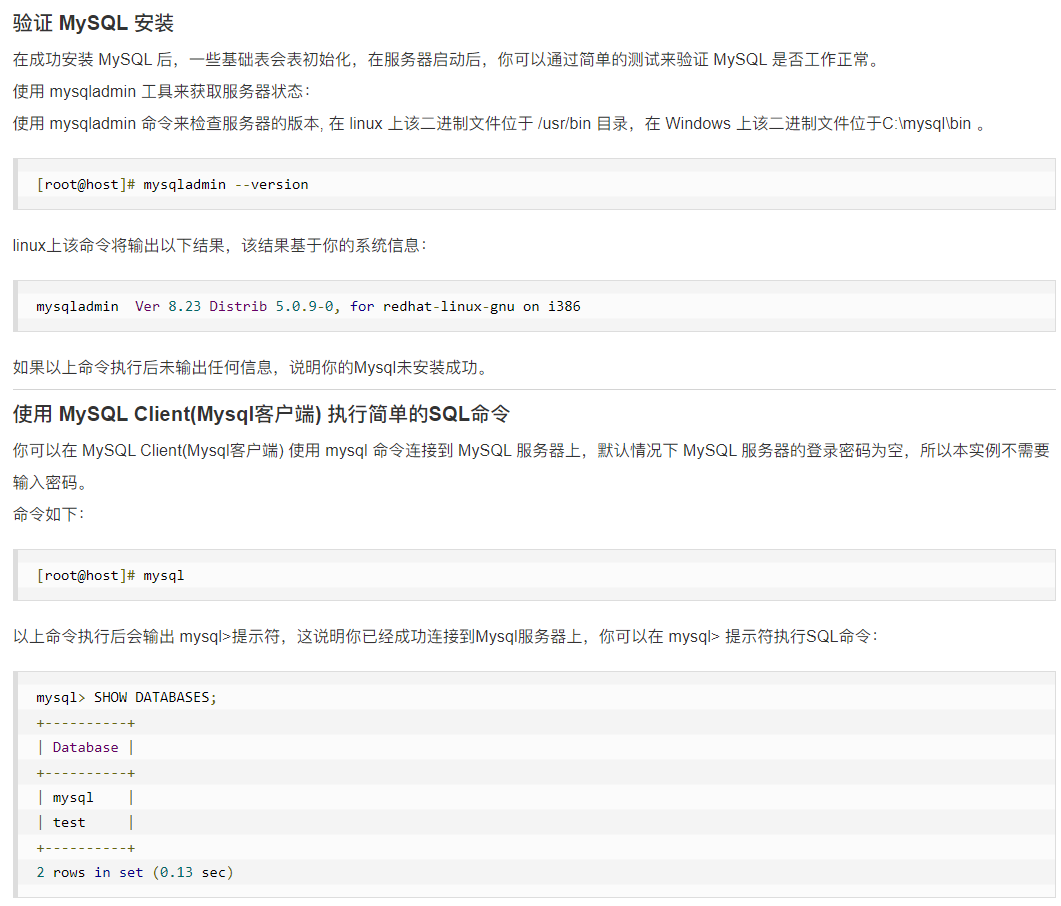 验证 MySQL 安装
在成功安装 MySQL 后，一些基础表会表初始化，在服务器启动后，你可以通过简单的测试来验证 MySQL 是否工作正常。
使用 mysqladmin 工具来获取服务器状态：
使用 mysqladmin 命令来检查服务器的版本, 在 linux 上该二进制文件位于 /usr/bin 目录，在 Windows 上该二进制文件位于C:\mysql\bin 。
[root@host]# mysqladmin --version
linux上该命令将输出以下结果，该结果基于你的系统信息：
mysqladmin  Ver 8.23 Distrib 5.0.9-0, for redhat-linux-gnu on i386
如果以上命令执行后未输出任何信息，说明你的Mysql未安装成功。
使用 MySQL Client(Mysql客户端) 执行简单的SQL命令
你可以在 MySQL Client(Mysql客户端) 使用 mysql 命令连接到 MySQL 服务器上，默认情况下 MySQL 服务器的登录密码为空，所以本实例不需要
输入密码。
命令如下：
[root@host]# mysql
以上命令执行后会输出 mysql>提示符，这说明你已经成功连接到Mysql服务器上，你可以在 mysql> 提示符执行SQL命令：
mysql> SHOW DATABASES;
+----------+
| Database |
+----------+
| mysql    |
| test     |
+----------+
2 rows in set (0.13 sec)